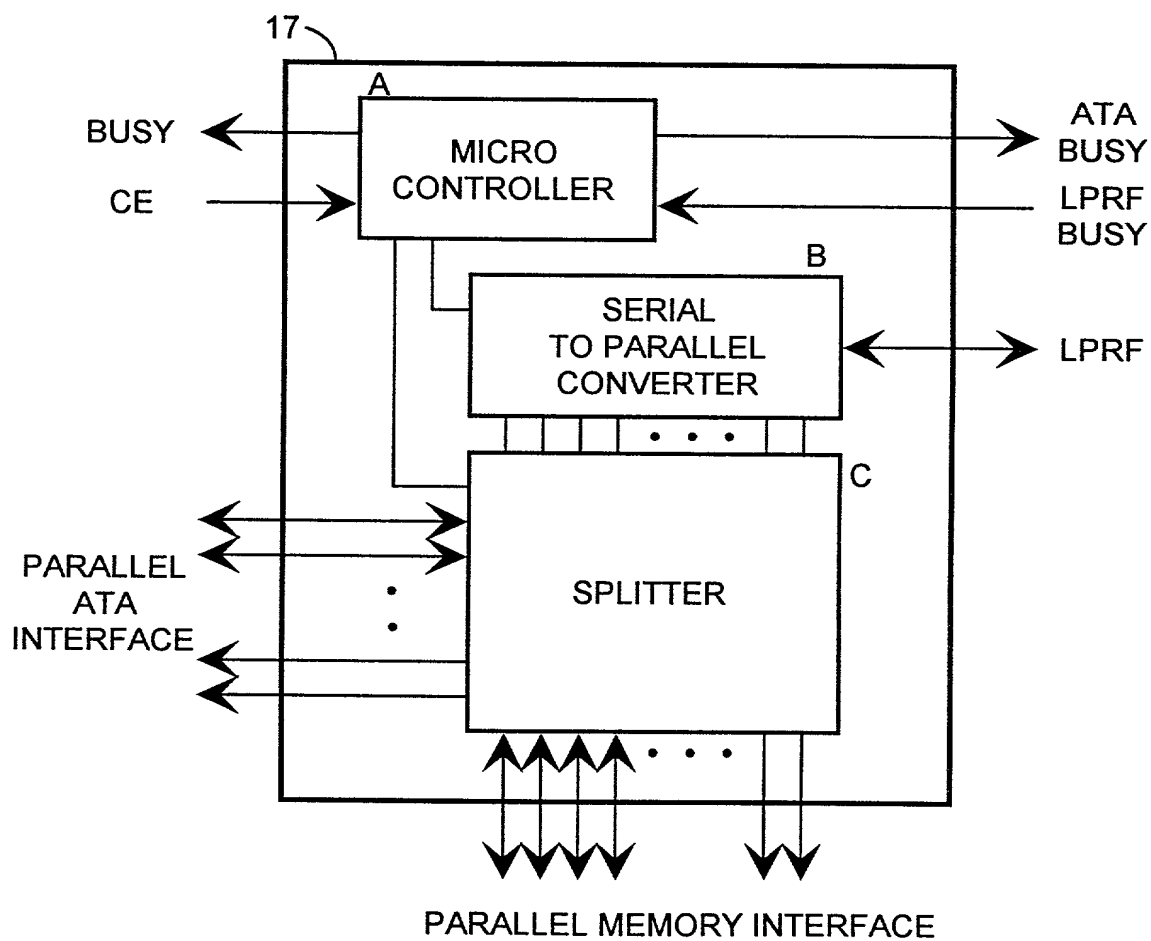 17
A
BUSY
MICRO
CONTROLLER
ATA
BUSY
CE
LPRF
BUSY
B
SERIAL
TO PARALLEL
CONVERTER
LPRF
C
PARALLEL
ATA
INTERFACE
SPLITTER
PARALLEL MEMORY INTERFACE